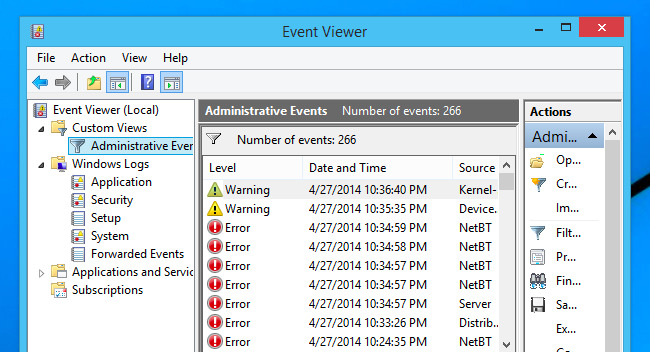 Event Viewer
File Action View Help
Event Viewer (Local)
Custom Views
Administrative Ever
Windows Logs
Application
Security
Setup
System
Forwarded Events
Applications and Servic
Subscriptions
Administrative Events Number of events: 266
Number of events: 266
Level Date and Time Source
Warning 4/27/2014 10:36:40 PM Kernel-
Warning 4/27/2014 10:35:35 PM Device.
Error 4/27/2014 10:34:59 PM NetBT
Error 4/27/2014 10:34:58 PM NetBT
Error 4/27/2014 10:34:57 PM NetBT
Error 4/27/2014 10:34:57 PM NetBT
Error 4/27/2014 10:34:57 PM Server
Error 4/27/2014 10:33:26 PM Distrib...
Error 4/27/2014 10:24:35 PM NetBT
Actions
Admi...
Op...
Cr...
Im...
Filt...
Pr...
Fin...
Sa...
Ex...